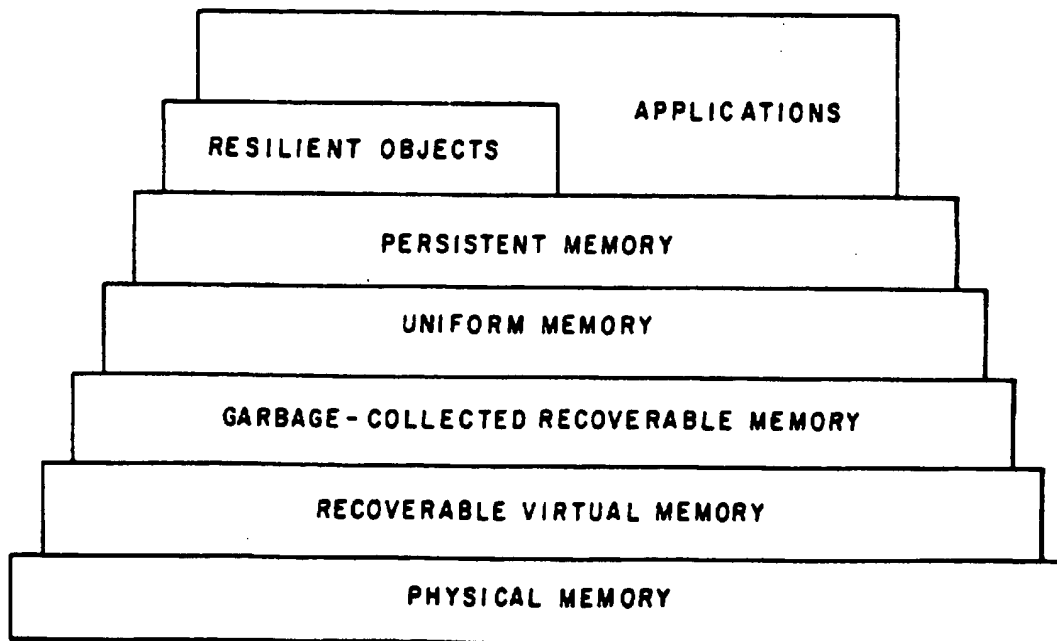 APPLICATIONS
RESILIENT OBJECTS
PERSISTENT MEMORY
UNIFORM MEMORY
GARBAGE-COLLECTED RECOVERABLE MEMORY
RECOVERABLE VIRTUAL MEMORY
PHYSICAL MEMORY